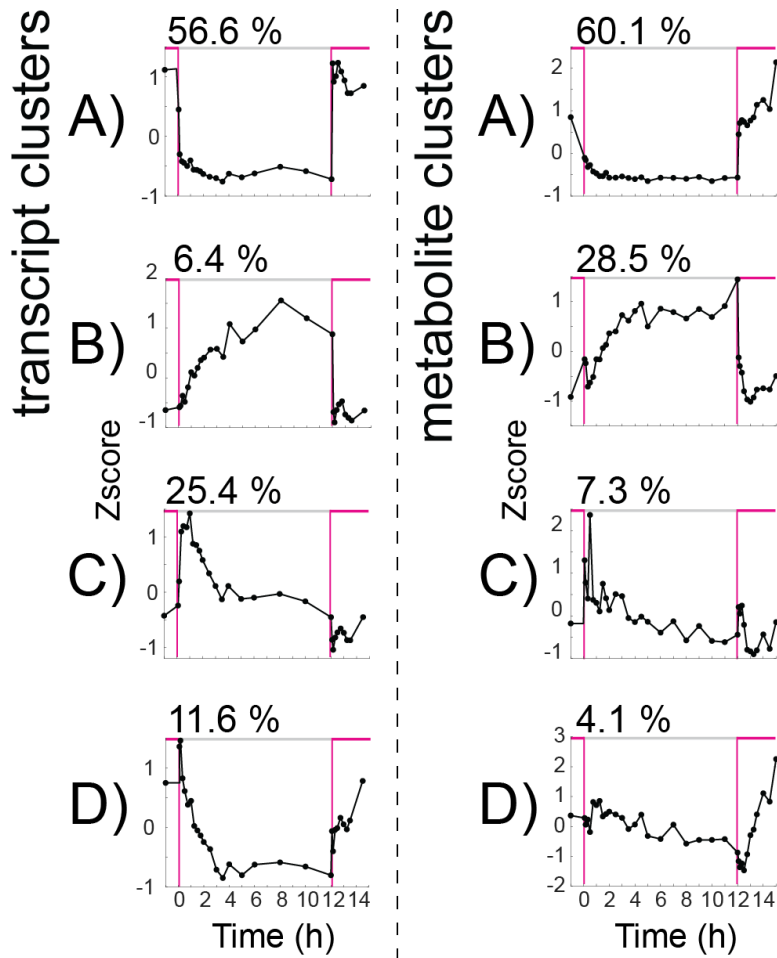 transcript clusters
metabolite clusters
Zscore
Zscore
A)
56.6 %
1
0
-1
B)
6.4 %
2
1
0
-1
C)
25.4 %
1
0
-1
D)
11.6 %
1
0
-1
0 2 4 6 8 10 12 14
Time (h)
A)
60.1 %
2
1
0
-1
B)
28.5 %
1
0
-1
C)
7.3 %
2
1
0
-1
D)
4.1 %
3
2
1
0
-1
-2
0 2 4 6 8 10 12 14
Time (h)